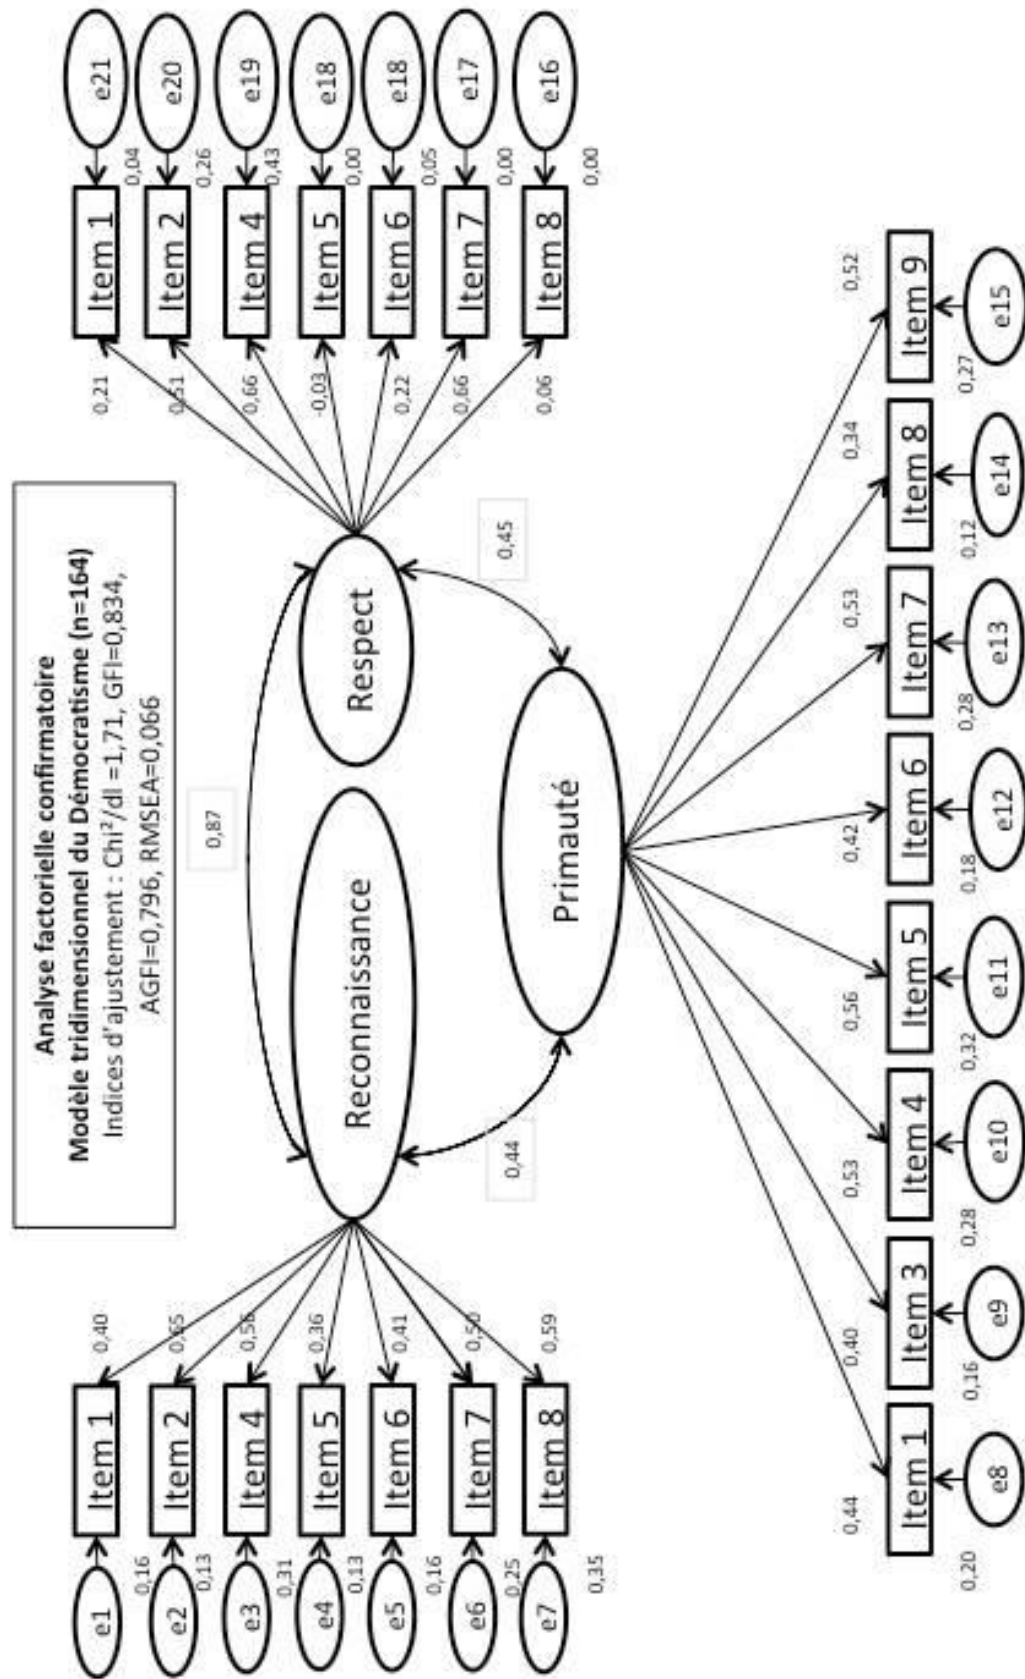 Analyse factorielle confirmatoire
Modèle tridimensionnel du Démocratisme (n=164)
Indices d'ajustement : Chi²/dl =1,71, GFI=0,834,
AGFI=0,796, RMSEA=0,066
e1
0,16
Item 1
0,40
e2
0,13
Item 2
0,65
e3
0,31
Item 4
0,56
e4
0,13
Item 5
0,36
e5
0,16
Item 6
0,41
e6
0,25
Item 7
0,50
e7
0,35
Item 8
0,59
Reconnaissance
0,87
Respect
0,44
0,45
Primauté
0,21
Item 1
0,04
e21
0,51
Item 2
0,26
e20
0,66
Item 4
0,43
e19
-0,03
Item 5
0,00
e18
0,22
Item 6
0,05
e18
0,66
Item 7
0,00
e17
0,06
Item 8
0,00
e16
0,44
0,40
0,53
0,56
0,42
0,53
0,34
0,52
Item 1
Item 3
Item 4
Item 5
Item 6
Item 7
Item 8
Item 9
0,20
0,16
0,28
0,32
0,18
0,28
0,12
0,27
e8
e9
e10
e11
e12
e13
e14
e15